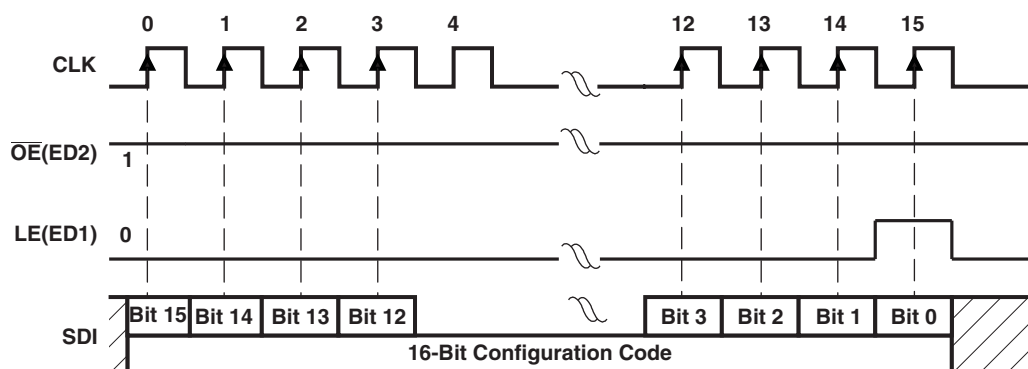 0 1 2 3 4 12 13 14 15
CLK
OE(ED2)
1
LE(ED1)
0
SDI
Bit 15 Bit 14 Bit 13 Bit 12 Bit 3 Bit 2 Bit 1 Bit 0
16-Bit Configuration Code